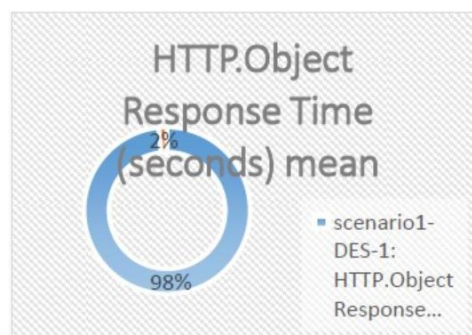 HTTP.Object
Response Time
(seconds) mean
2%
98%
scenario1-
DES-1:
HTTP.Object
Response...